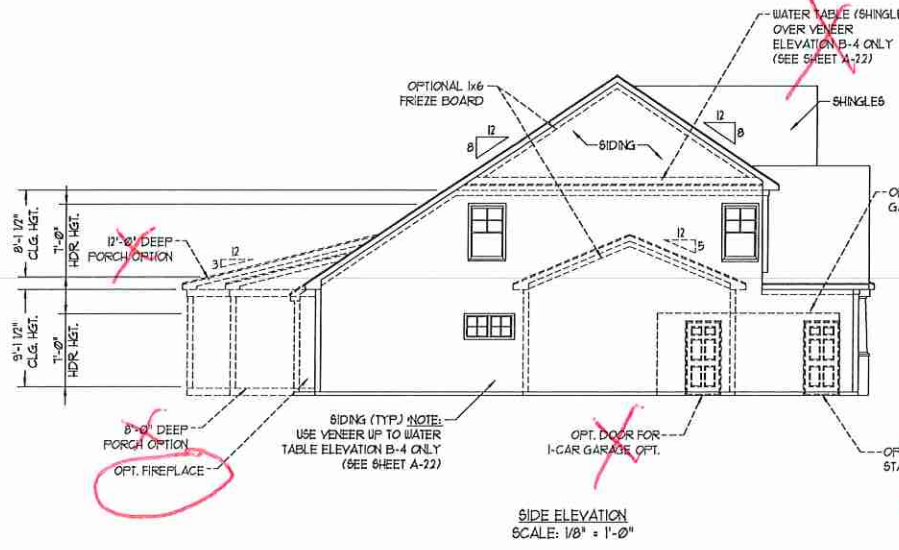 WATER TABLE (SHINGLE
OVER VENEER
ELEVATION B-4 ONLY
(SEE SHEET A-22)
OPTIONAL 1x6
FRIEZE BOARD
SHINGLES
12
8
12
8
SIDING
8'-1 1/2"
CLG. HGT.
7'-0"
HDR HGT.
12'-0" DEEP
PORCH OPTION
12
3
12
5
9'-1 1/2"
CLG. HGT.
7'-0"
HDR HGT.
8'-0" DEEP
PORCH OPTION
OPT. FIREPLACE
SIDING (TYP.) NOTE:
USE VENEER UP TO WATER
TABLE ELEVATION B-4 ONLY
(SEE SHEET A-22)
OPT. DOOR FOR
1-CAR GARAGE OPT.
SIDE ELEVATION
SCALE: 1/8" = 1'-0"